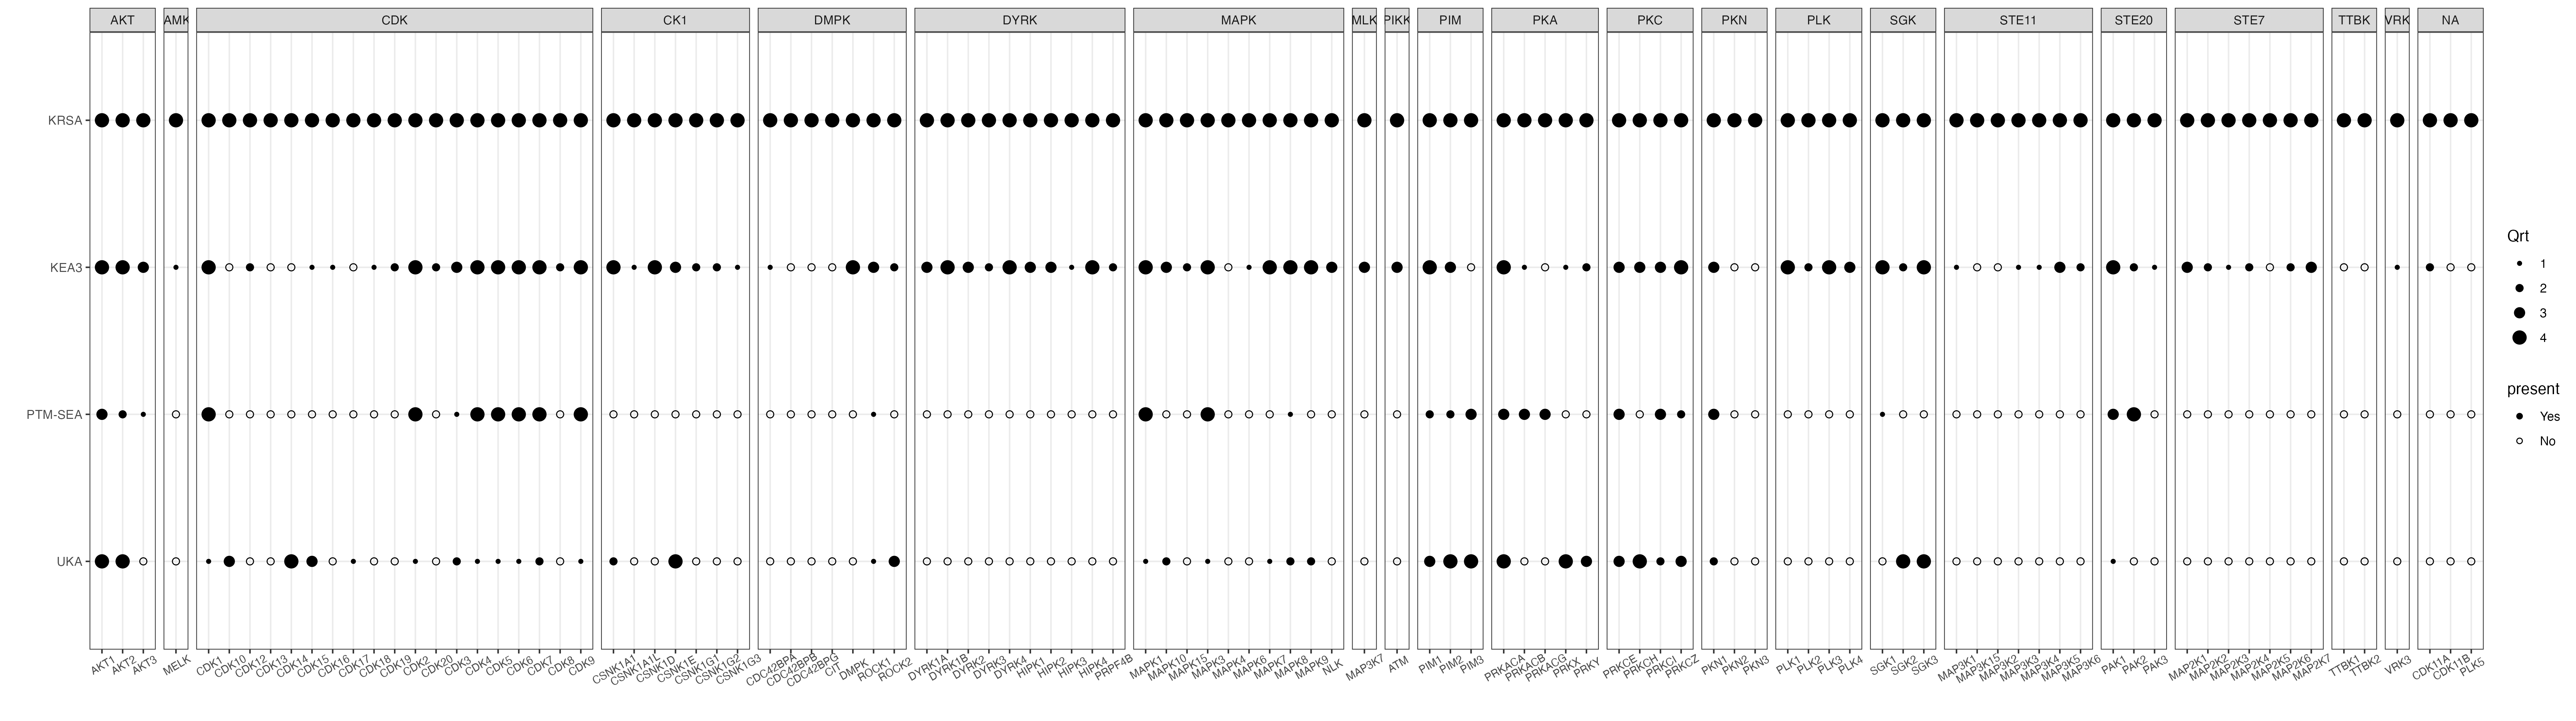 AKT AMK CDK CK1 DMPK DYRK MAPK MLK PIKK PIM PKA PKC PKN PLK SGK STE11 STE20 STE7 TTBK VRK NA
KRSA
KEA3
PTM-SEA
UKA
AKT1 AKT2 AKT3 MELK CDK1 CDK10 CDK12 CDK13 CDK14 CDK15 CDK16 CDK17 CDK18 CDK19 CDK2 CDK20 CDK3 CDK4 CDK5 CDK6 CDK7 CDK8 CDK9 CSNK1A1 CSNK1A1L CSNK1D CSNK1E CSNK1G1 CSNK1G2 CSNK1G3 CDC42BPA CDC42BPB CDC42BPG CIT DMPK ROCK1 ROCK2 DYRK1A DYRK1B DYRK2 DYRK3 DYRK4 HIPK1 HIPK2 HIPK3 HIPK4 PRPF4B MAPK1 MAPK10 MAPK15 MAPK3 MAPK4 MAPK6 MAPK7 MAPK8 MAPK9 NLK MAP3K7 ATM PIM1 PIM2 PIM3 PRKACA PRKACB PRKACG PRKX PRKY PRKCE PRKCH PRKCI PRKCZ PKN1 PKN2 PKN3 PLK1 PLK2 PLK3 PLK4 SGK1 SGK2 SGK3 MAP3K1 MAP3K15 MAP3K2 MAP3K3 MAP3K4 MAP3K5 MAP3K6 PAK1 PAK2 PAK3 MAP2K1 MAP2K2 MAP2K3 MAP2K4 MAP2K5 MAP2K6 MAP2K7 TTBK1 TTBK2 VRK3 CDK11A CDK11B PLK5
Qrt
1
2
3
4
present
Yes
No